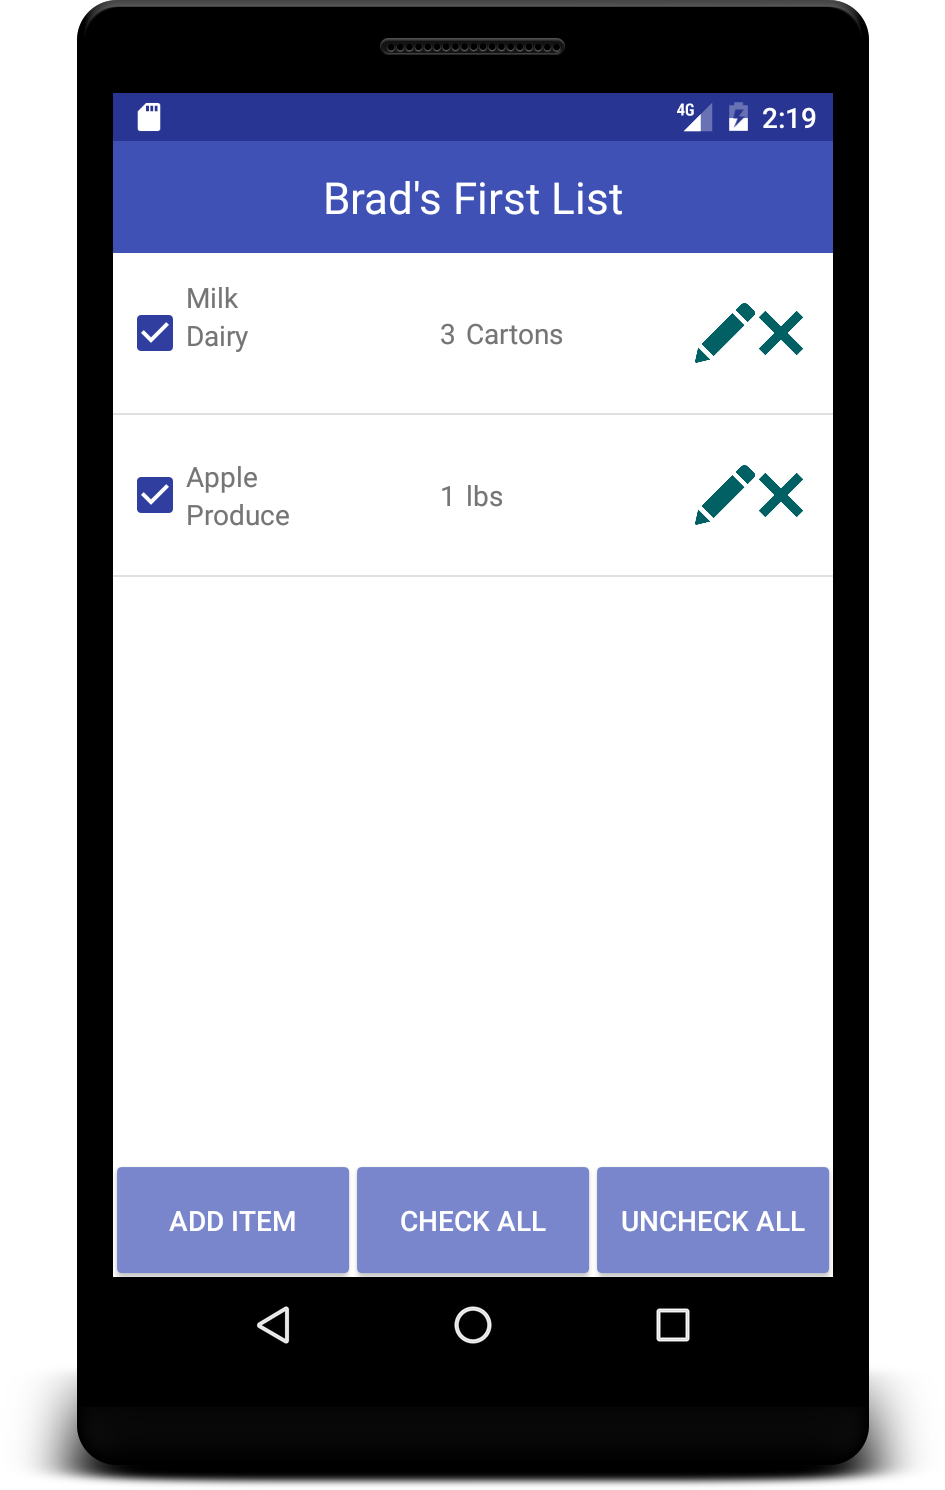 4G 2:19
Brad's First List
Milk
Dairy
3 Cartons
Apple
Produce
1 lbs
ADD ITEM CHECK ALL UNCHECK ALL